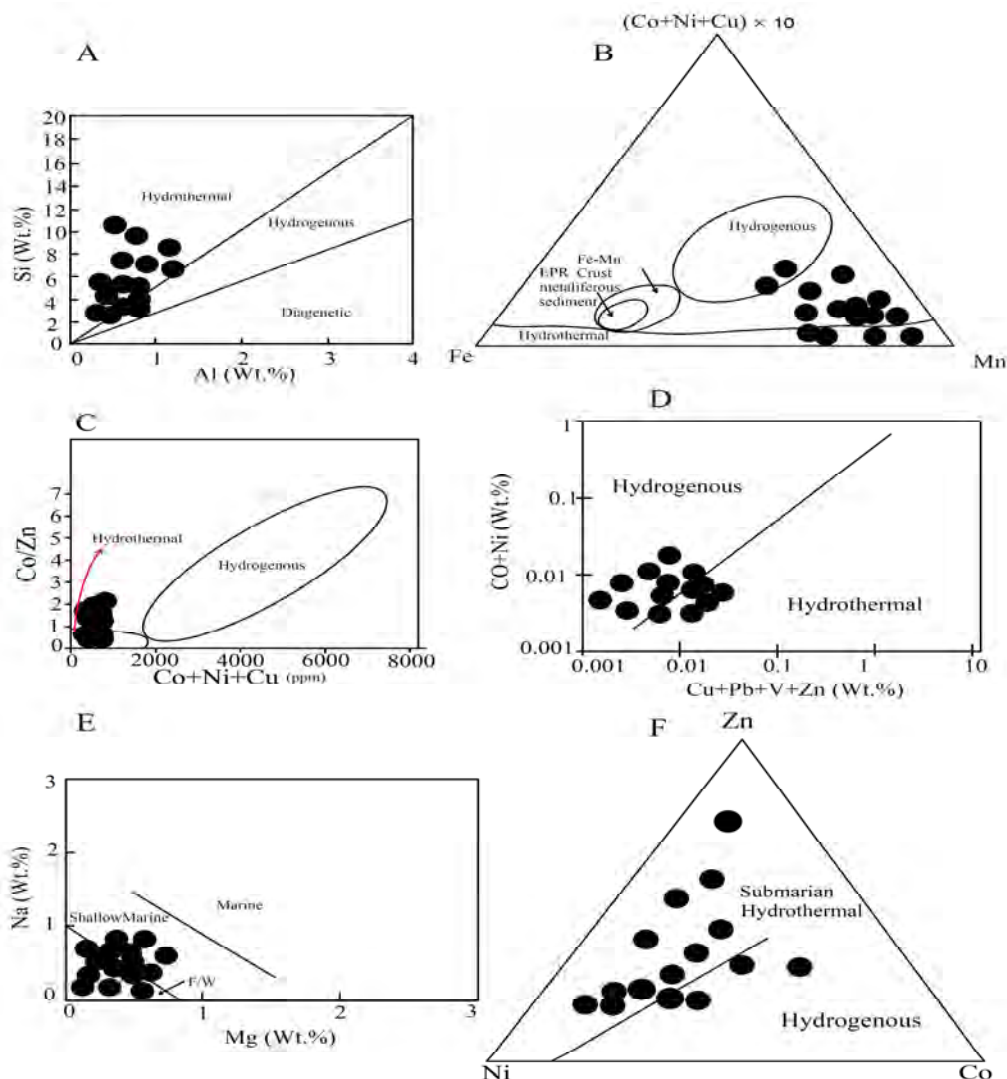 (Co+Ni+Cu) × 10
A
B
Si (Wt.%)
20
18
16
14
12
10
8
6
4
2
0
Hydrothermal
Hydrogenous
Diagenetic
0
1
2
3
4
Al (Wt.%)
Hydrogenous
Fe-Mn
EPR Crust
metaliferous
sediment
Hydrothermal
Fe
Mn
C
Co/Zn
7
6
5
4
3
2
1
0
Hydrothermal
Hydrogenous
0
2000
4000
6000
8000
Co+Ni+Cu (ppm)
D
CO+Ni (Wt.%)
1
0.1
0.01
0.001
Hydrogenous
Hydrothermal
0.001
0.01
0.1
1
10
Cu+Pb+V+Zn (Wt.%)
E
Na (Wt.%)
3
2
1
0
ShallowMarine
Marine
F/W
0
1
2
3
Mg (Wt.%)
F
Zn
Submarian
Hydrothermal
Hydrogenous
Ni
Co